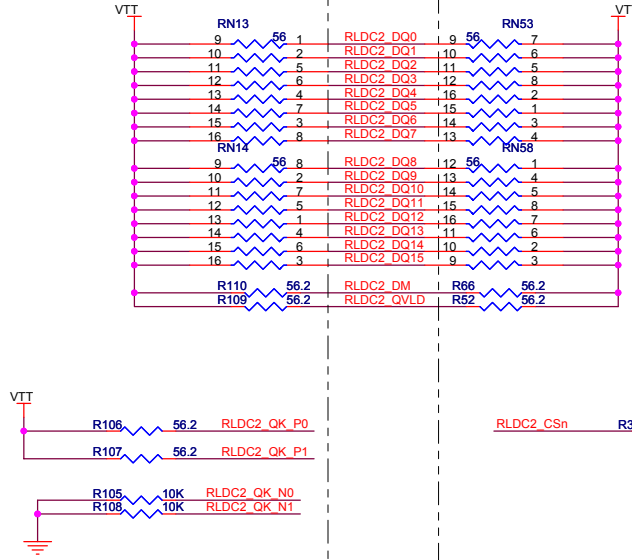 VTT VT
RN13 RN53
9 1 RLDC2_DQ0 9 56 7
10 2 RLDC2_DQ1 10 6
11 5 RLDC2_DQ2 11 5
12 6 RLDC2_DQ3 12 8
13 4 RLDC2_DQ4 16 2
14 7 RLDC2_DQ5 15 1
15 3 RLDC2_DQ6 14 3
16 8 RLDC2_DQ7 13 4
RN14 RN58
9 56 8 RLDC2_DQ8 12 56 1
10 2 RLDC2_DQ9 13 4
11 7 RLDC2_DQ10 14 5
12 5 RLDC2_DQ11 15 8
13 1 RLDC2_DQ12 16 7
14 4 RLDC2_DQ13 11 6
15 6 RLDC2_DQ14 10 2
16 3 RLDC2_DQ15 9 3
R110 56.2 RLDC2_DM R66 56.2
R109 56.2 RLDC2_QVLD R52 56.2
VTT
R106 56.2 RLDC2_QK_P0 RLDC2_CSn R3
R107 56.2 RLDC2_QK_P1
R105 10K RLDC2_QK_N0
R108 10K RLDC2_QK_N1